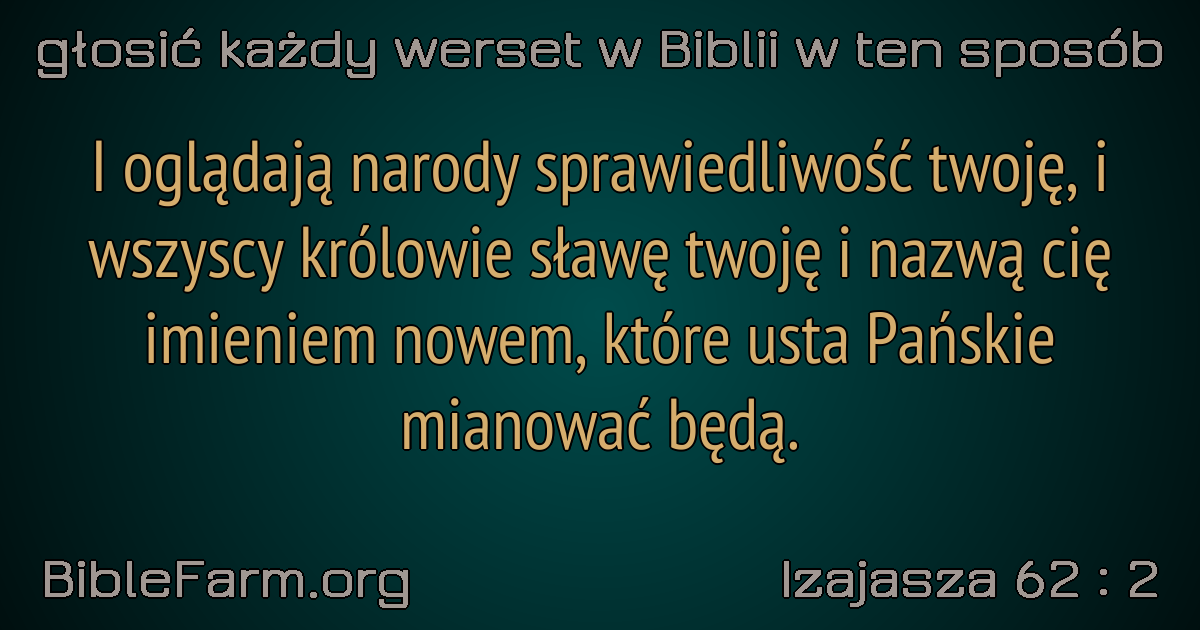 głosić każdy werset w Biblii w ten sposób
I oglądają narody sprawiedliwość twoję, i
wszyscy królowie sławę twoję i nazwą cię
imieniem nowem, które usta Pańskie
mianować będą.
BibleFarm.org
Izajasza 62 : 2